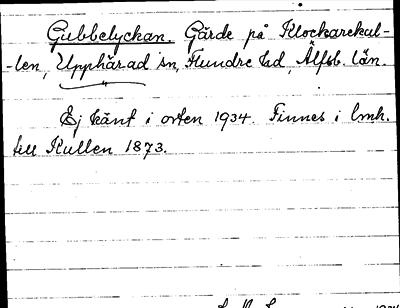 Gubbelyckan. Gärde på Klockarekul-
-len, Upphärad sn, Flundre hd, Älfsb. län.
Ej känt i orten 1934. Finnes i lmh.
till Kullen 1873.